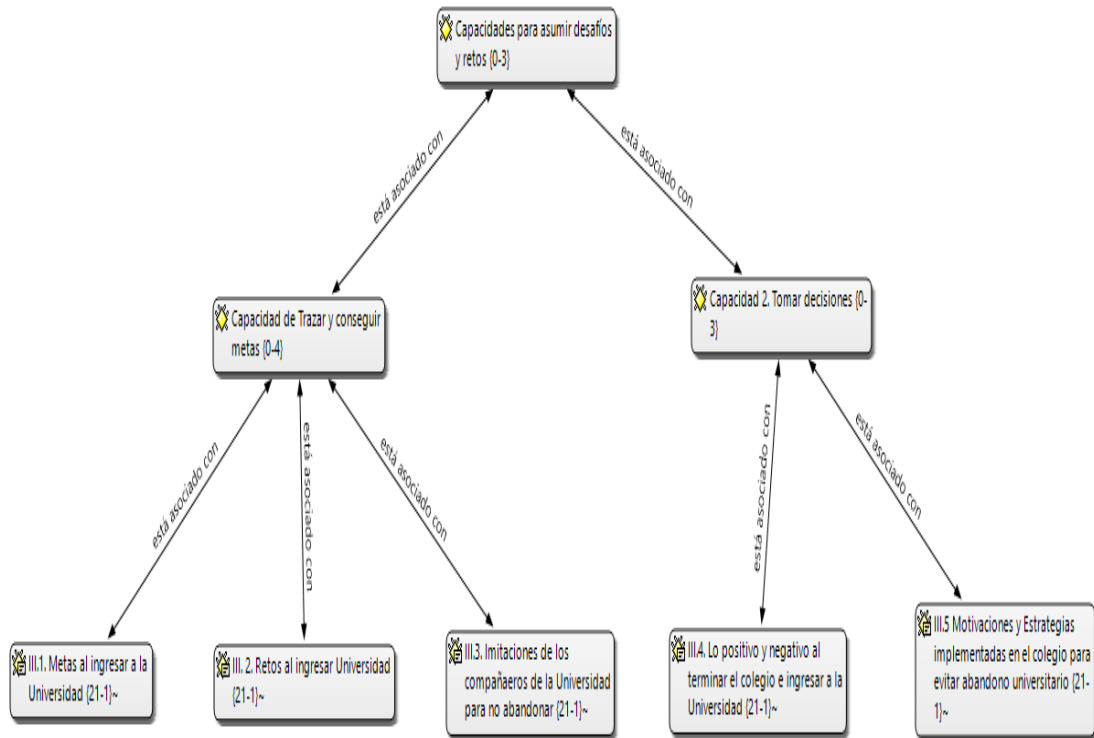 Capacidades para asumir desafíos
y retos {0-3}
está asociado con
está asociado con
Capacidad de Trazar y conseguir
metas {0-4}
Capacidad 2. Tomar decisiones {0-
3}
está asociado con
está asociado con
está asociado con
está asociado con
está asociado con
III.1. Metas al ingresar a la
Universidad {21-1}~
III. 2. Retos al ingresar Universidad
{21-1}~
III.3. Imitaciones de los
compañaeros de la Universidad
para no abandonar {21-1}~
III.4. Lo positivo y negativo al
terminar el colegio e ingresar a la
Universidad {21-1}~
III.5 Motivaciones y Estrategias
implementadas en el colegio para
evitar abandono universitario {21-
1}~